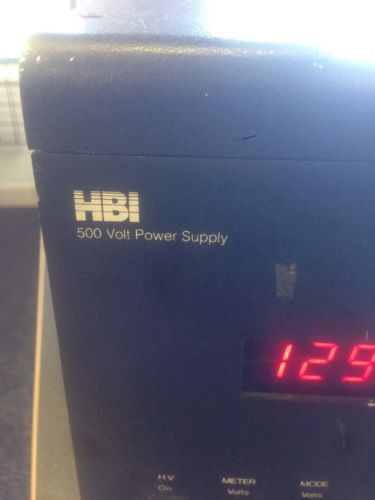 HBI
500 Volt Power Supply
129
HV METER MODE
On Volts Volts